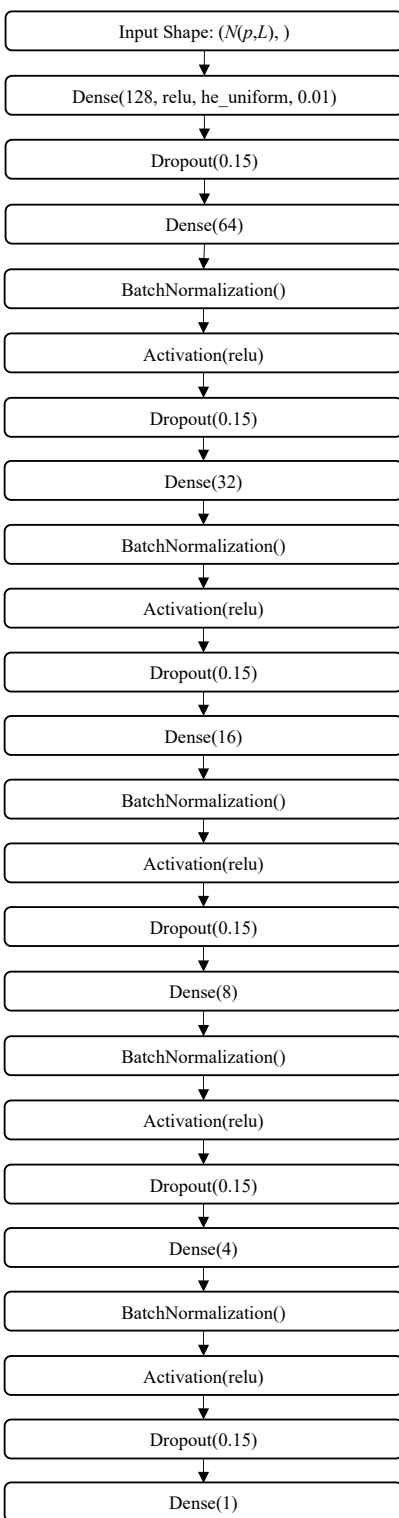 Input Shape: (N(p,L), )
Dense(128, relu, he_uniform, 0.01)
Dropout(0.15)
Dense(64)
BatchNormalization()
Activation(relu)
Dropout(0.15)
Dense(32)
BatchNormalization()
Activation(relu)
Dropout(0.15)
Dense(16)
BatchNormalization()
Activation(relu)
Dropout(0.15)
Dense(8)
BatchNormalization()
Activation(relu)
Dropout(0.15)
Dense(4)
BatchNormalization()
Activation(relu)
Dropout(0.15)
Dense(1)